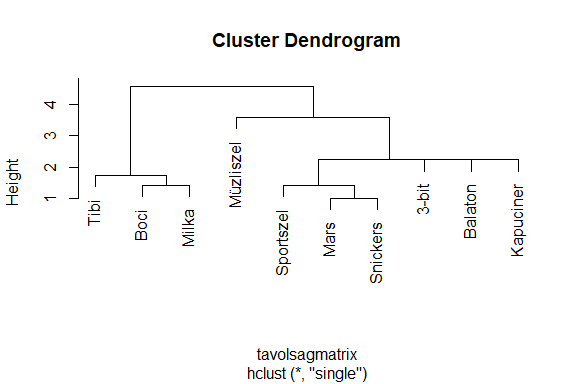 Cluster Dendrogram
Height
4
3
2
1
Tibi
Boci
Milka
Müzliszel
Sportszel
Mars
Snickers
3-bit
Balaton
Kapuciner
tavolsagmatrix
hclust (*, "single")